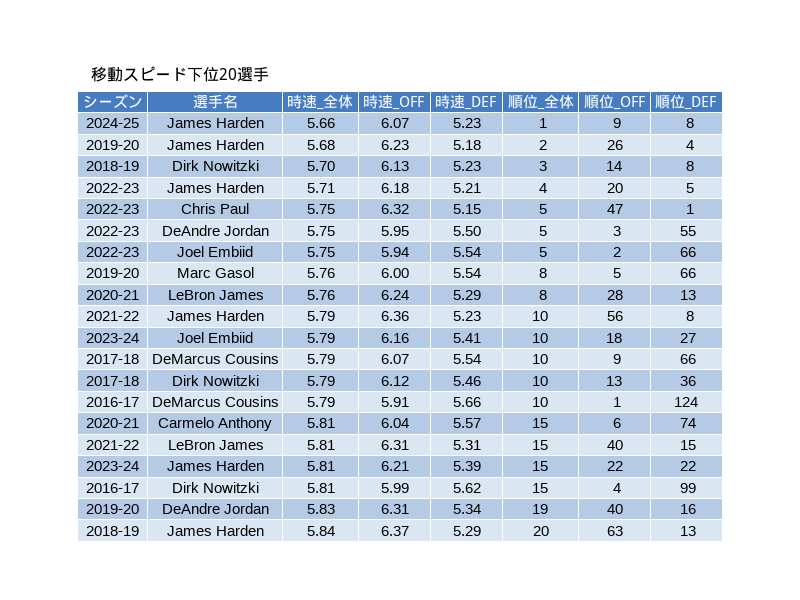 移動スピード下位20選手
シーズン 選手名 時速_全体 時速_OFF 時速_DEF 順位_全体 順位_OFF 順位_DEF
2024-25 James Harden 5.66 6.07 5.23 1 9 8
2019-20 James Harden 5.68 6.23 5.18 2 26 4
2018-19 Dirk Nowitzki 5.70 6.13 5.23 3 14 8
2022-23 James Harden 5.71 6.18 5.21 4 20 5
2022-23 Chris Paul 5.75 6.32 5.15 5 47 1
2022-23 DeAndre Jordan 5.75 5.95 5.50 5 3 55
2022-23 Joel Embiid 5.75 5.94 5.54 5 2 66
2019-20 Marc Gasol 5.76 6.00 5.54 8 5 66
2020-21 LeBron James 5.76 6.24 5.29 8 28 13
2021-22 James Harden 5.79 6.36 5.23 10 56 8
2023-24 Joel Embiid 5.79 6.16 5.41 10 18 27
2017-18 DeMarcus Cousins 5.79 6.07 5.54 10 9 66
2017-18 Dirk Nowitzki 5.79 6.12 5.46 10 13 36
2016-17 DeMarcus Cousins 5.79 5.91 5.66 10 1 124
2020-21 Carmelo Anthony 5.81 6.04 5.57 15 6 74
2021-22 LeBron James 5.81 6.31 5.31 15 40 15
2023-24 James Harden 5.81 6.21 5.39 15 22 22
2016-17 Dirk Nowitzki 5.81 5.99 5.62 15 4 99
2019-20 DeAndre Jordan 5.83 6.31 5.34 19 40 16
2018-19 James Harden 5.84 6.37 5.29 20 63 13